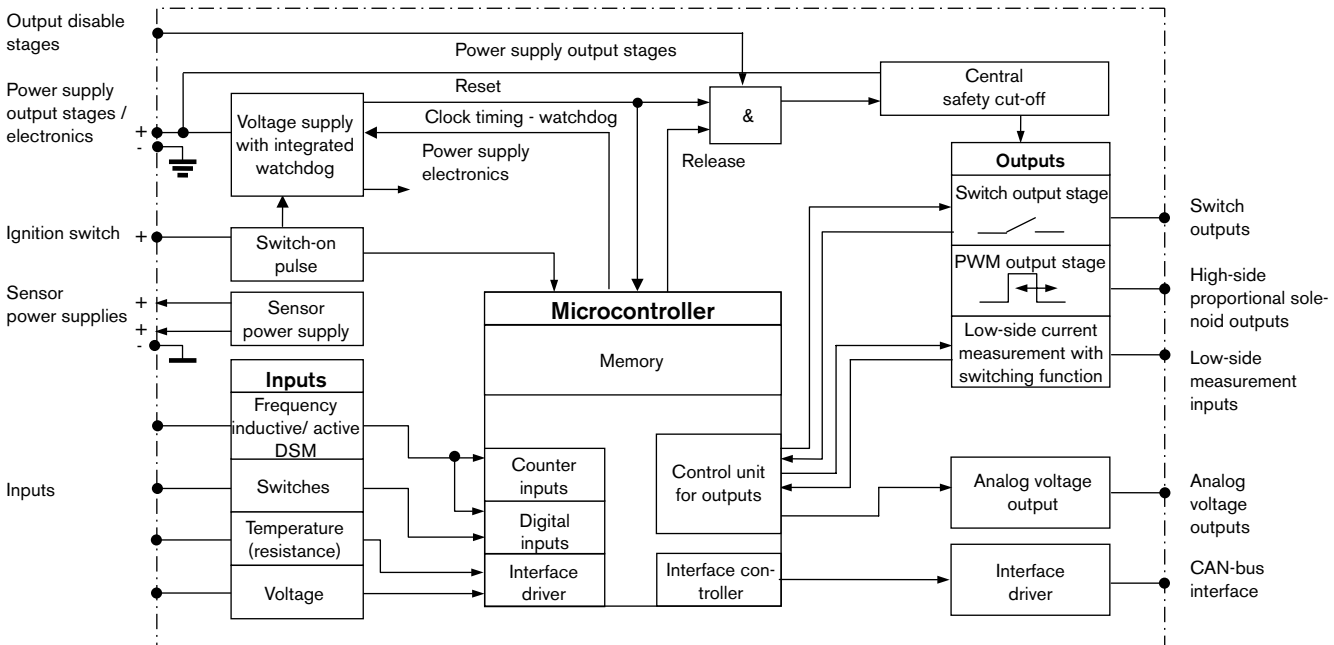 Output disable
stages
Power supply
output stages /
electronics
+
-
Ignition switch
+
Sensor
power supplies
+
+
-
Inputs
Power supply output stages
Reset
Clock timing - watchdog
Power supply
electronics
Release
Voltage supply
with integrated
watchdog
Switch-on
pulse
Sensor
power supply
Inputs
Frequency
inductive/ active
DSM
Switches
Temperature
(resistance)
Voltage
&
Central
safety cut-off
Microcontroller
Memory
Counter
inputs
Digital
inputs
Interface
driver
Control unit
for outputs
Interface con-
troller
Outputs
Switch output stage
PWM output stage
Low-side current
measurement with
switching function
Analog voltage
output
Interface
driver
Switch
outputs
High-side
proportional sole-
noid outputs
Low-side
measurement
inputs
Analog
voltage
outputs
CAN-bus
interface